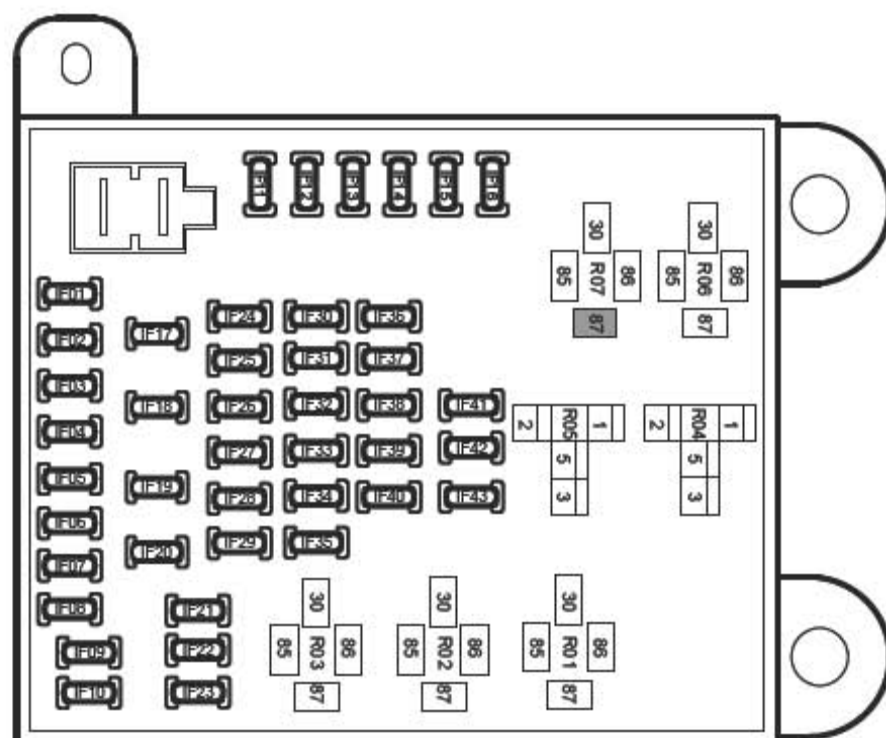 IF11 IF12 IF13 IF14 IF15 IF16
30 30
85 R07 86 85 R06 86
87 87
IF01
IF02
IF03
IF04
IF05
IF06
IF07
IF08
IF09
IF10
IF17
IF18
IF19
IF20
IF21
IF22
IF23
IF24 IF30 IF36
IF25 IF31 IF37
IF26 IF32 IF38 IF41
IF27 IF33 IF39 IF42
IF28 IF34 IF40 IF43
IF29 IF35
2 R05 1 2 R04 1
5 5
3 3
30 30 30
85 R03 86 85 R02 86 85 R01 86
87 87 87